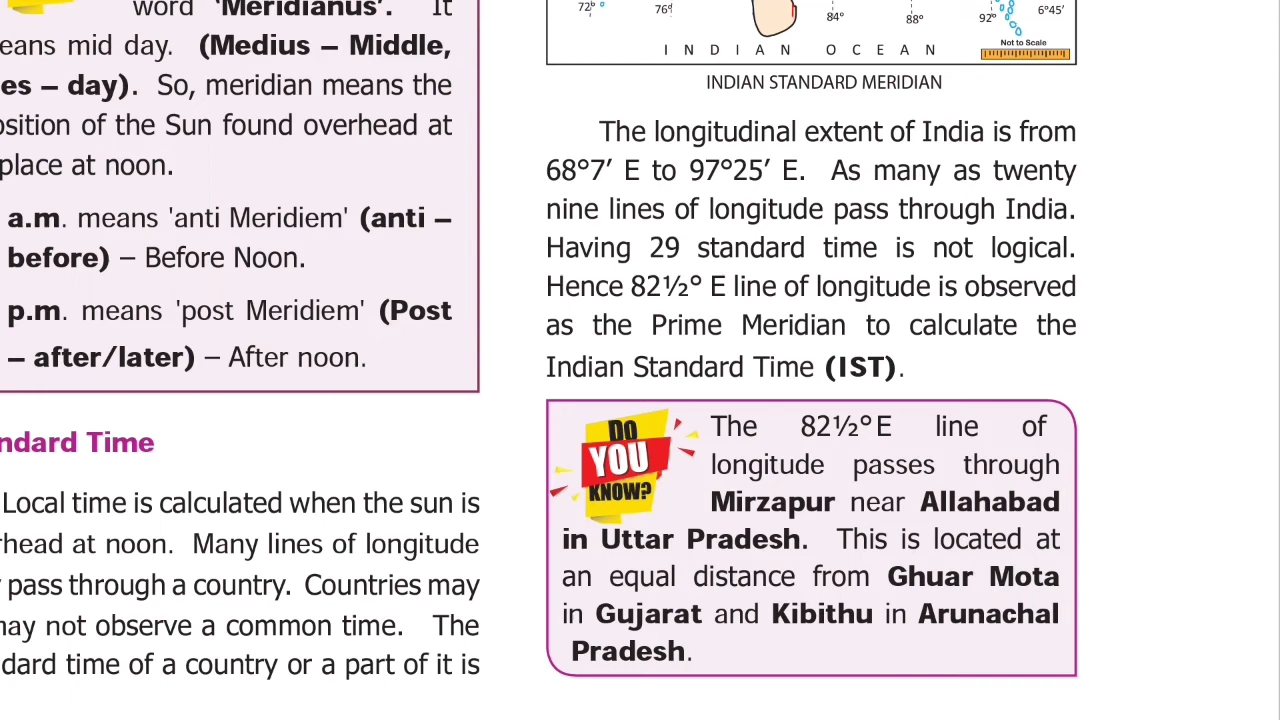 word ‘Meridianus’. It
eans mid day. (Medius – Middle,
es – day). So, meridian means the
osition of the Sun found overhead at
place at noon.
a.m. means 'anti Meridiem' (anti –
before) – Before Noon.
p.m. means 'post Meridiem' (Post
– after/later) – After noon.
ndard Time
Local time is calculated when the sun is
rhead at noon. Many lines of longitude
pass through a country. Countries may
may not observe a common time. The
dard time of a country or a part of it is
72° 76° 84° 88° 92° 6°45′
Not to Scale
INDIAN OCEAN
INDIAN STANDARD MERIDIAN
The longitudinal extent of India is from
68°7′ E to 97°25′ E. As many as twenty
nine lines of longitude pass through India.
Having 29 standard time is not logical.
Hence 82½° E line of longitude is observed
as the Prime Meridian to calculate the
Indian Standard Time (IST).
DO
YOU
KNOW?
The 82½° E line of
longitude passes through
Mirzapur near Allahabad
in Uttar Pradesh. This is located at
an equal distance from Ghuar Mota
in Gujarat and Kibithu in Arunachal
Pradesh.